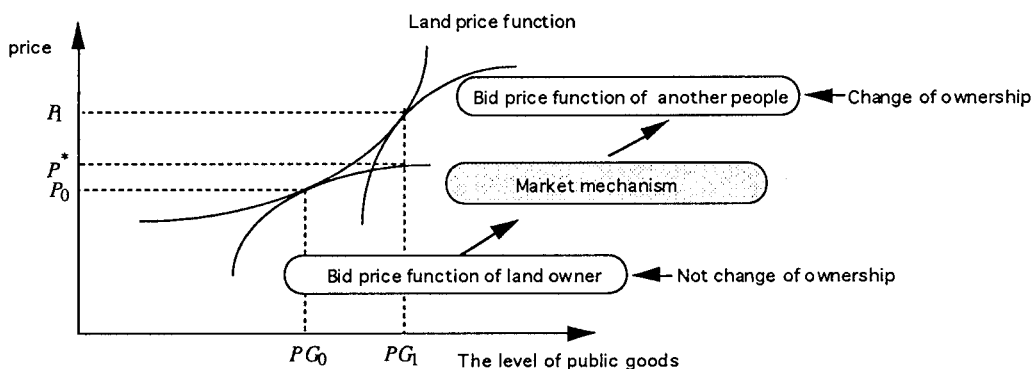 Land price function
price
Bid price function of another people
Change of ownership
P1
P*
Market mechanism
P0
Bid price function of land owner
Not change of ownership
PG0
PG1
The level of public goods